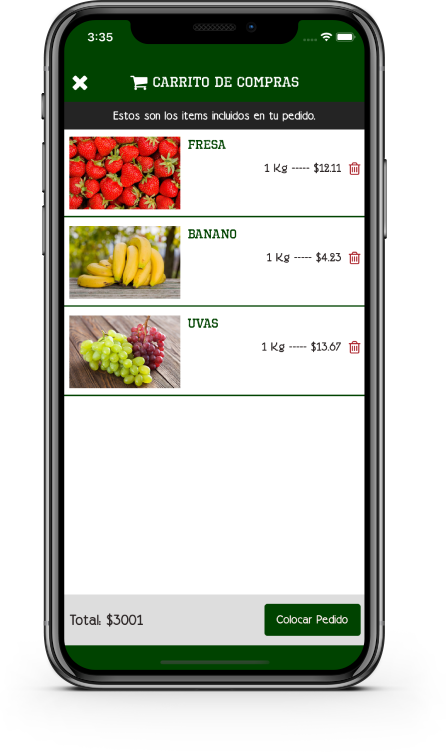 3:35
CARRITO DE COMPRAS
Estos son los items incluidos en tu pedido.
FRESA
1 Kg ----- $12.11
BANANO
1 Kg ----- $4.23
UVAS
1 Kg ----- $13.67
Total: $3001
Colocar Pedido